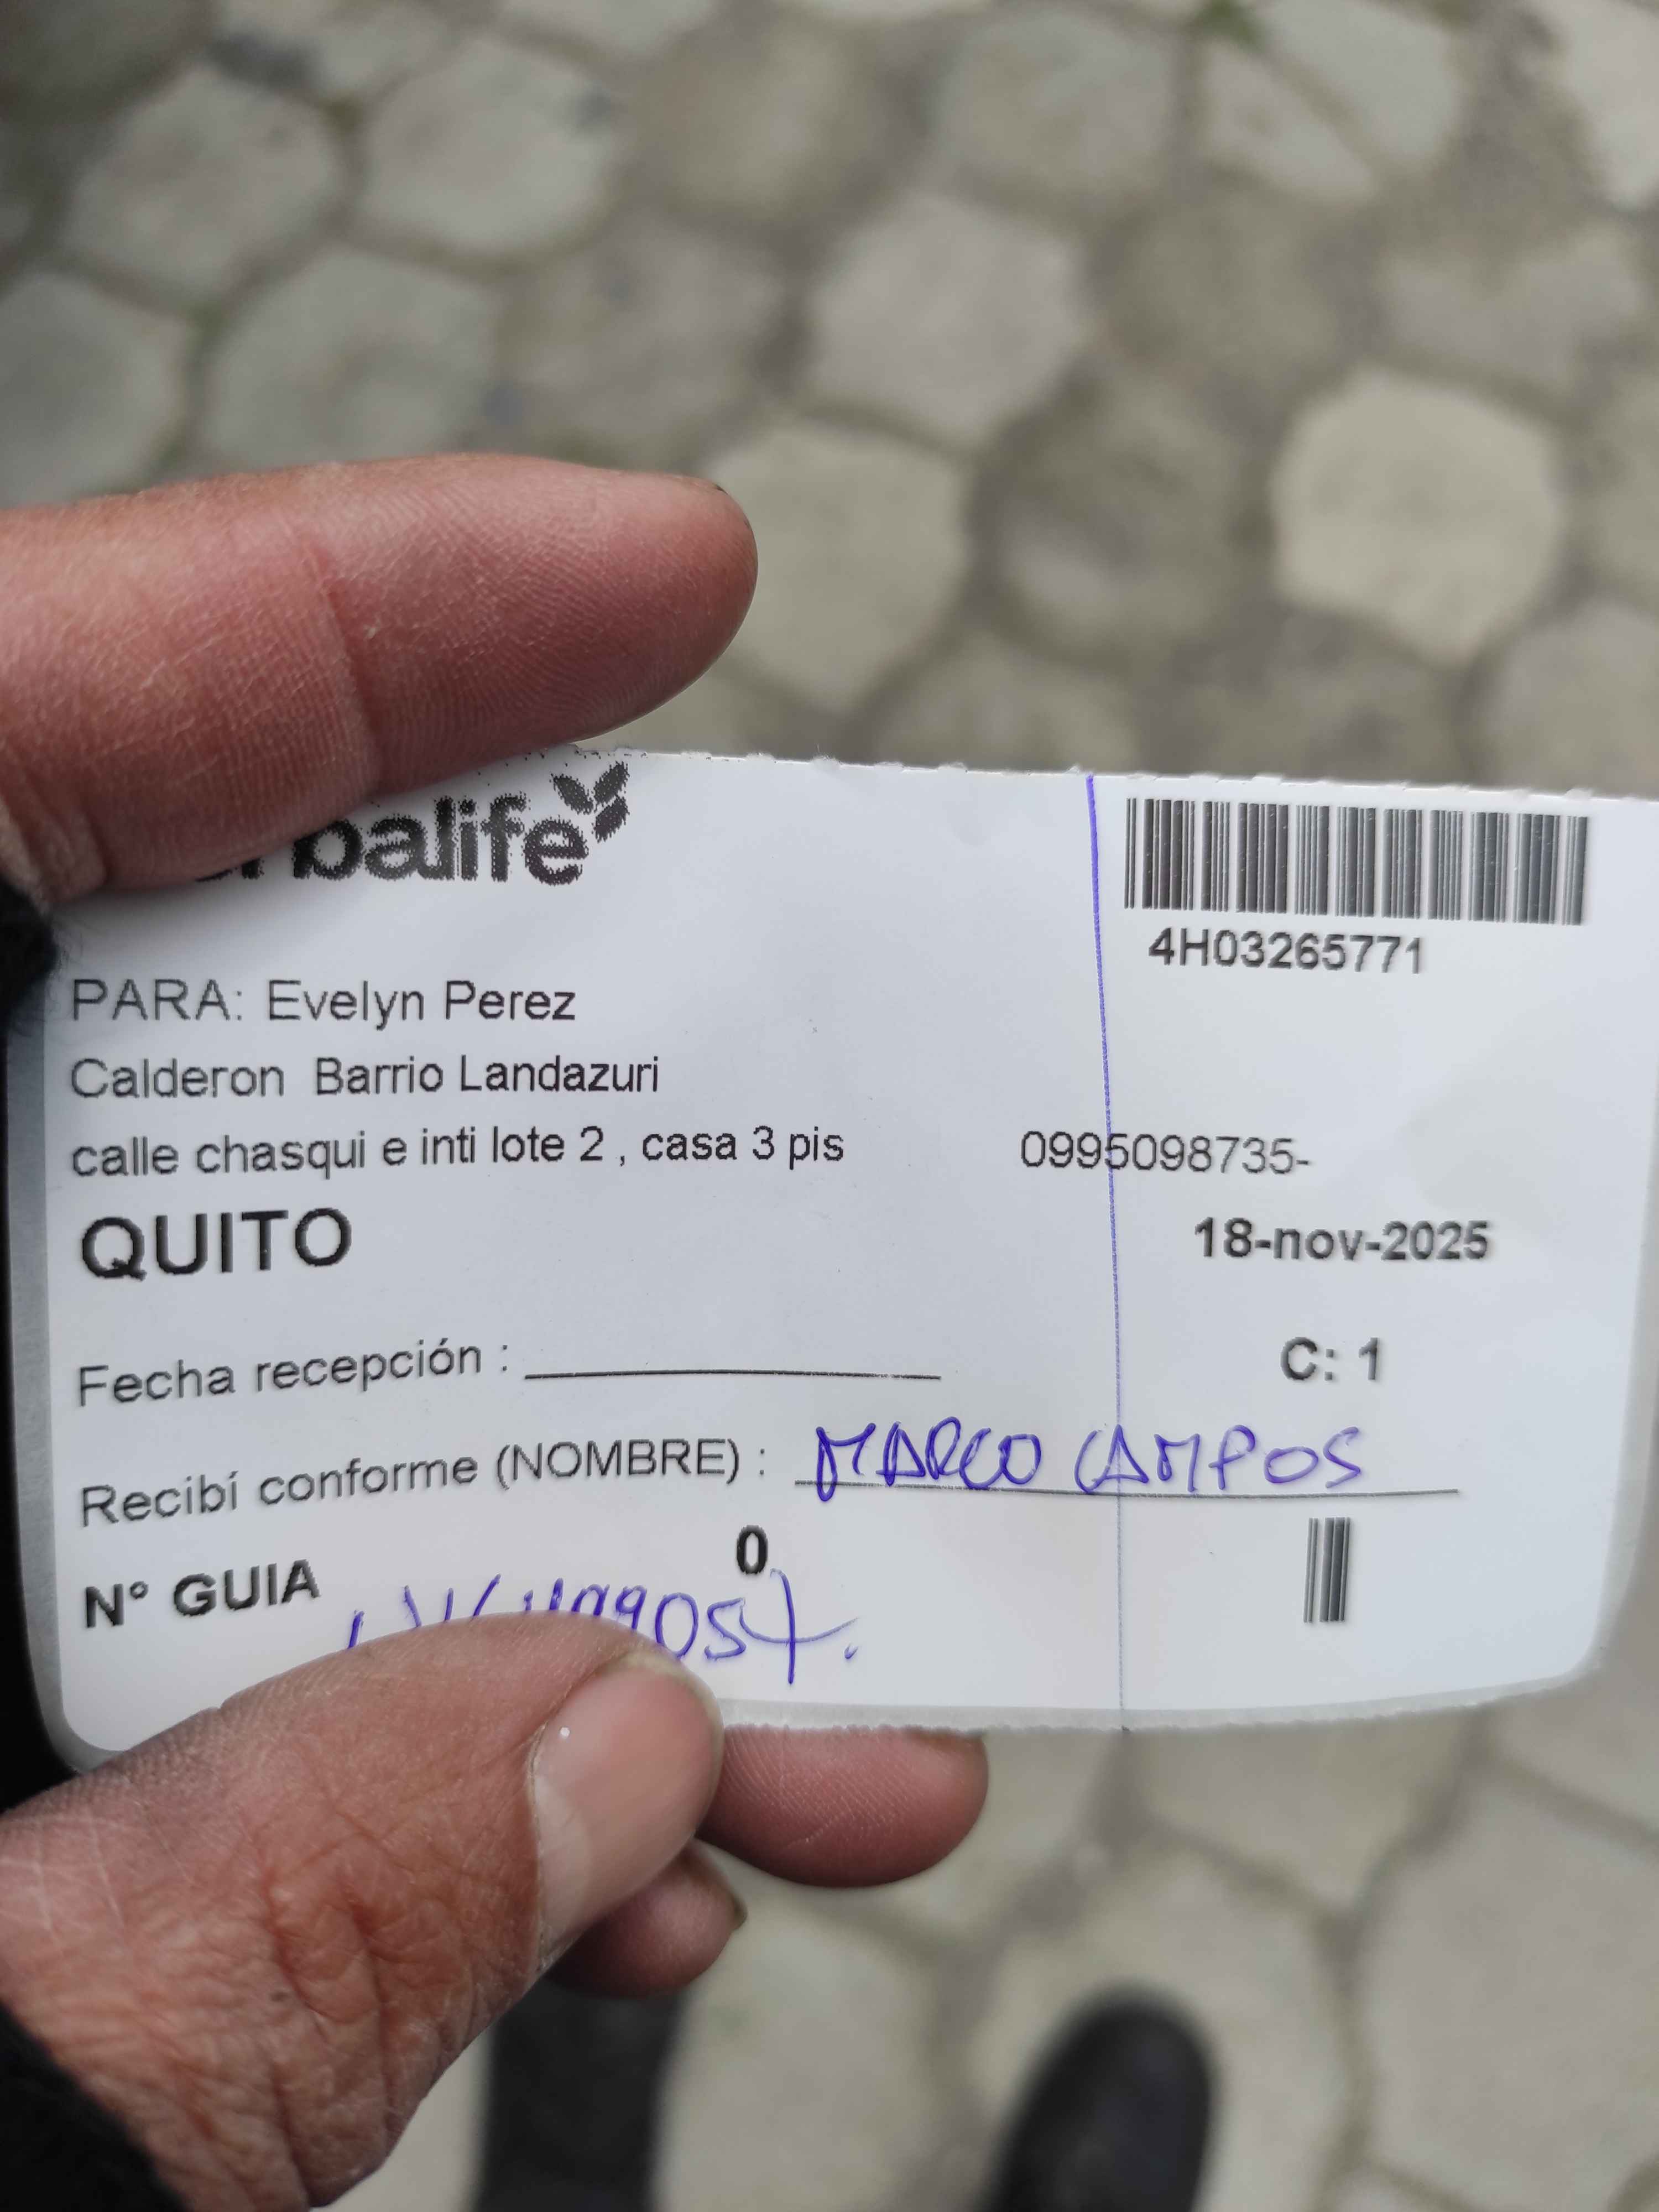 balife
4H03265771
PARA: Evelyn Perez
Calderon Barrio Landazuri
calle chasqui e inti lote 2 , casa 3 pis 0995098735-
QUITO
18-nov-2025
Fecha recepción :
C: 1
Recibí conforme (NOMBRE) : MARCO CAMPOS
N° GUIA 0